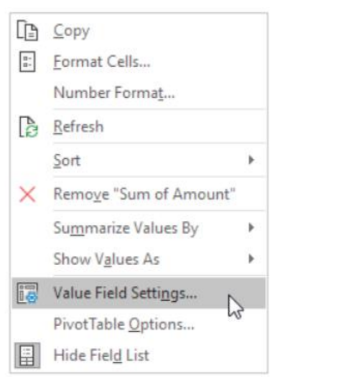 Copy
Format Cells...
Number Format...
Refresh
Sort
Remove "Sum of Amount"
Summarize Values By
Show Values As
Value Field Settings...
PivotTable Options...
Hide Field List